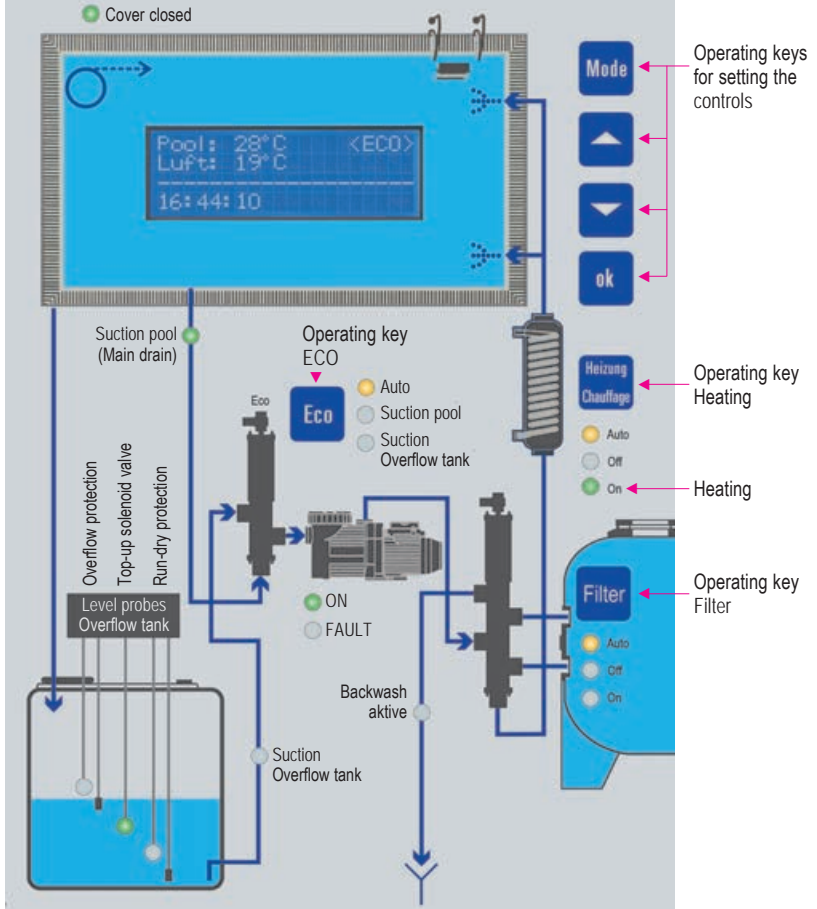 Cover closed
Pool: 28°C <ECO>
Luft: 19°C
16:44:10
Mode
ok
Operating keys
for setting the
controls
Suction pool
(Main drain)
Operating key
ECO
Eco
Eco
Auto
Suction pool
Suction
Overflow tank
Heizung
Chauffage
Operating key
Heating
Auto
Off
On
Heating
Overflow protection
Top-up solenoid valve
Run-dry protection
Level probes
Overflow tank
ON
FAULT
Filter
Operating key
Filter
Auto
Off
On
Backwash
aktive
Suction
Overflow tank